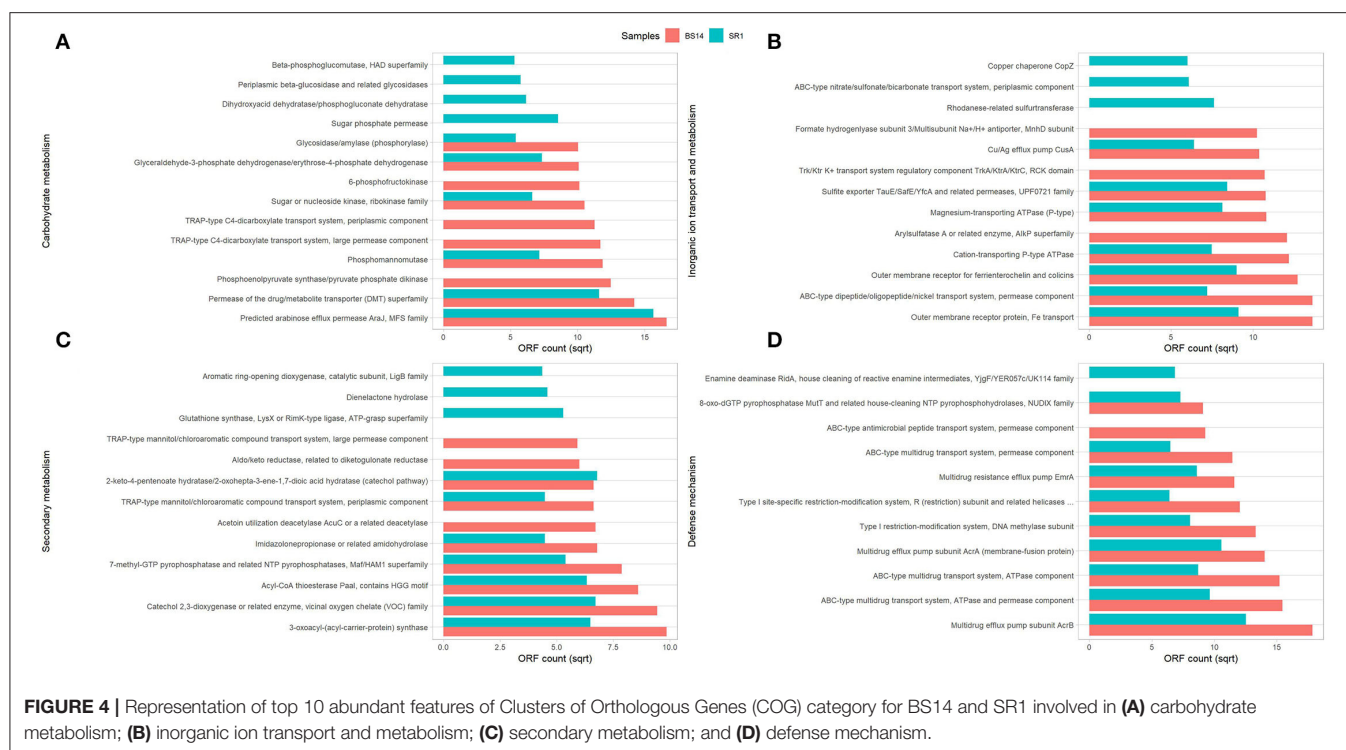 Samples BS14 SR1
A
Carbohydrate metabolism
Beta-phosphoglucomutase, HAD superfamily
Periplasmic beta-glucosidase and related glycosidases
Dihydroxyacid dehydratase/phosphogluconate dehydratase
Sugar phosphate permease
Glycosidase/amylase (phosphorylase)
Glyceraldehyde-3-phosphate dehydrogenase/erythrose-4-phosphate dehydrogenase
6-phosphofructokinase
Sugar or nucleoside kinase, ribokinase family
TRAP-type C4-dicarboxylate transport system, periplasmic component
TRAP-type C4-dicarboxylate transport system, large permease component
Phosphomannomutase
Phosphoenolpyruvate synthase/pyruvate phosphate dikinase
Permease of the drug/metabolite transporter (DMT) superfamily
Predicted arabinose efflux permease AraJ, MFS family
0 5 10 15
ORF count (sqrt)
B
Inorganic ion transport and metabolism
Copper chaperone CopZ
ABC-type nitrate/sulfonate/bicarbonate transport system, periplasmic component
Rhodanese-related sulfurtransferase
Formate hydrogenlyase subunit 3/Multisubunit Na+/H+ antiporter, MnhD subunit
Cu/Ag efflux pump CusA
Trk/Ktr K+ transport system regulatory component TrkA/KtrA/KtrC, RCK domain
Sulfite exporter TauE/SafE/YfcA and related permeases, UPF0721 family
Magnesium-transporting ATPase (P-type)
Arylsulfatase A or related enzyme, AlkP superfamily
Cation-transporting P-type ATPase
Outer membrane receptor for ferrienterochelin and colicins
ABC-type dipeptide/oligopeptide/nickel transport system, permease component
Outer membrane receptor protein, Fe transport
0 5 10
ORF count (sqrt)
C
Secondary metabolism
Aromatic ring-opening dioxygenase, catalytic subunit, LigB family
Dienelactone hydrolase
Glutathione synthase, LysX or RimK-type ligase, ATP-grasp superfamily
TRAP-type mannitol/chloroaromatic compound transport system, large permease component
Aldo/keto reductase, related to diketogulonate reductase
2-keto-4-pentenoate hydratase/2-oxohepta-3-ene-1,7-dioic acid hydratase (catechol pathway)
TRAP-type mannitol/chloroaromatic compound transport system, periplasmic component
Acetoin utilization deacetylase AcuC or a related deacetylase
Imidazolonepropionase or related amidohydrolase
7-methyl-GTP pyrophosphatase and related NTP pyrophosphatases, Maf/HAM1 superfamily
Acyl-CoA thioesterase PaaI, contains HGG motif
Catechol 2,3-dioxygenase or related enzyme, vicinal oxygen chelate (VOC) family
3-oxoacyl-(acyl-carrier-protein) synthase
0.0 2.5 5.0 7.5 10.0
ORF count (sqrt)
D
Defense mechanism
Enamine deaminase RidA, house cleaning of reactive enamine intermediates, YjgF/YER057c/UK114 family
8-oxo-dGTP pyrophosphatase MutT and related house-cleaning NTP pyrophosphohydrolases, NUDIX family
ABC-type antimicrobial peptide transport system, permease component
ABC-type multidrug transport system, permease component
Multidrug resistance efflux pump EmrA
Type I site-specific restriction-modification system, R (restriction) subunit and related helicases ...
Type I restriction-modification system, DNA methylase subunit
Multidrug efflux pump subunit AcrA (membrane-fusion protein)
ABC-type multidrug transport system, ATPase component
ABC-type multidrug transport system, ATPase and permease component
Multidrug efflux pump subunit AcrB
0 5 10 15
ORF count (sqrt)
FIGURE 4 | Representation of top 10 abundant features of Clusters of Orthologous Genes (COG) category for BS14 and SR1 involved in (A) carbohydrate
metabolism; (B) inorganic ion transport and metabolism; (C) secondary metabolism; and (D) defense mechanism.